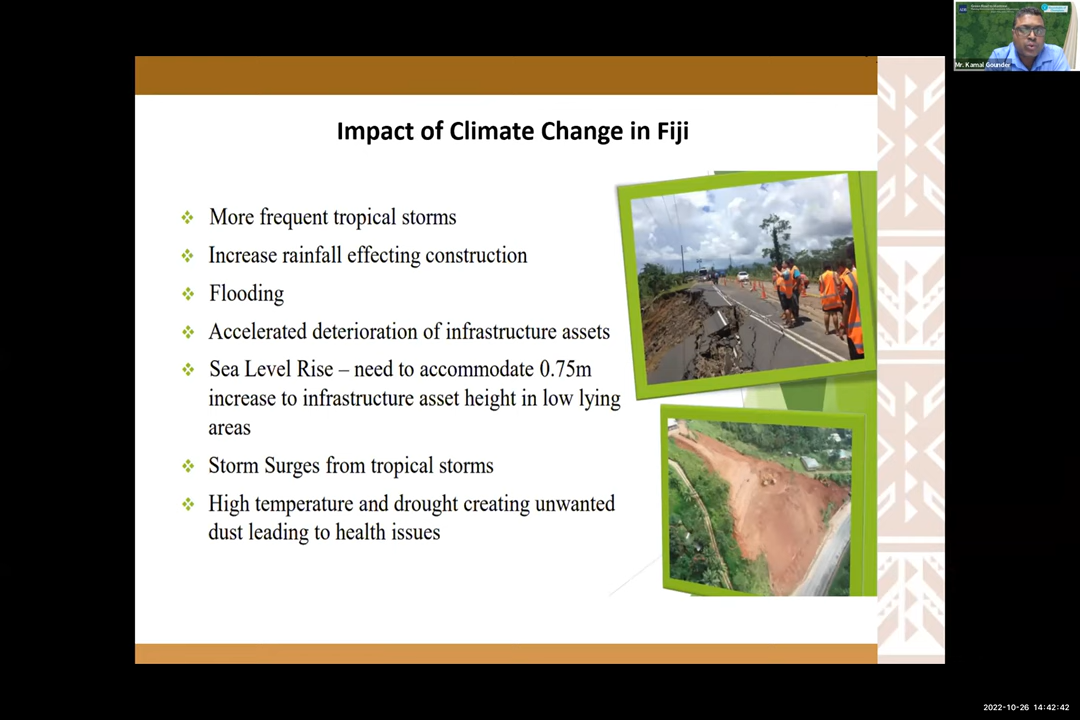 Mr. Kamal Gounder
Impact of Climate Change in Fiji
More frequent tropical storms
Increase rainfall effecting construction
Flooding
Accelerated deterioration of infrastructure assets
Sea Level Rise – need to accommodate 0.75m
increase to infrastructure asset height in low lying
areas
Storm Surges from tropical storms
High temperature and drought creating unwanted
dust leading to health issues
2022-10-26 14:42:42